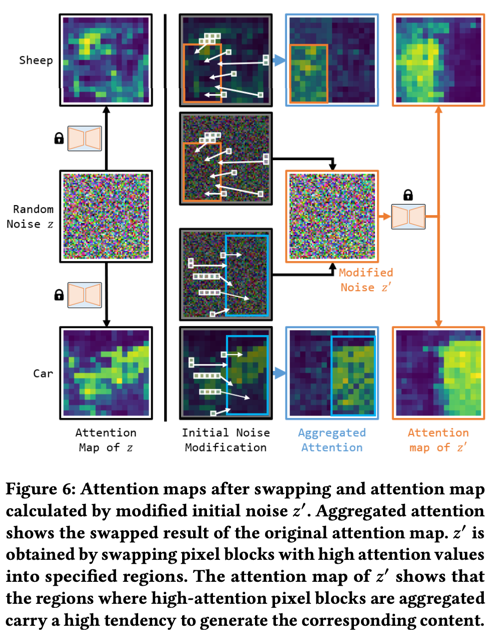 Sheep
Random
Noise z
Modified
Noise z′
Car
Attention
Map of z
Initial Noise
Modification
Aggregated
Attention
Attention
map of z′
Figure 6: Attention maps after swapping and attention map
calculated by modified initial noise z′. Aggregated attention
shows the swapped result of the original attention map. z′ is
obtained by swapping pixel blocks with high attention values
into specified regions. The attention map of z′ shows that
the regions where high-attention pixel blocks are aggregated
carry a high tendency to generate the corresponding content.